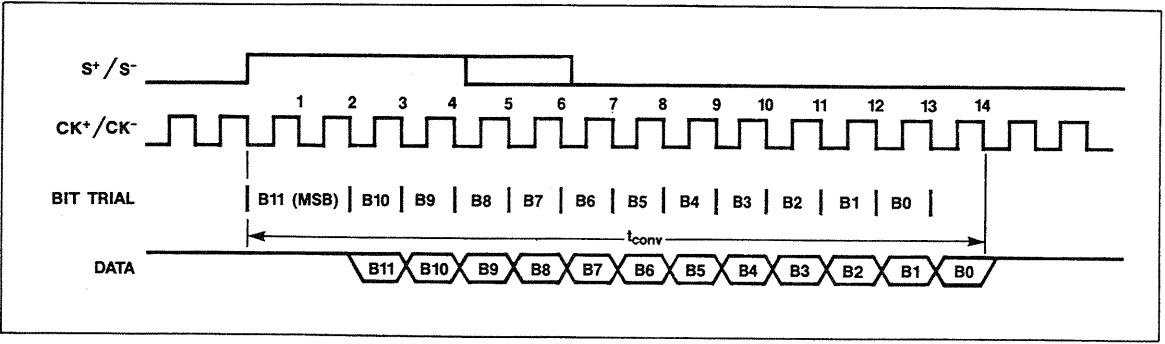 S+/S-
1 2 3 4 5 6 7 8 9 10 11 12 13 14
CK+/CK-
BIT TRIAL B11 (MSB) B10 B9 B8 B7 B6 B5 B4 B3 B2 B1 B0
tconv
DATA B11 B10 B9 B8 B7 B6 B5 B4 B3 B2 B1 B0